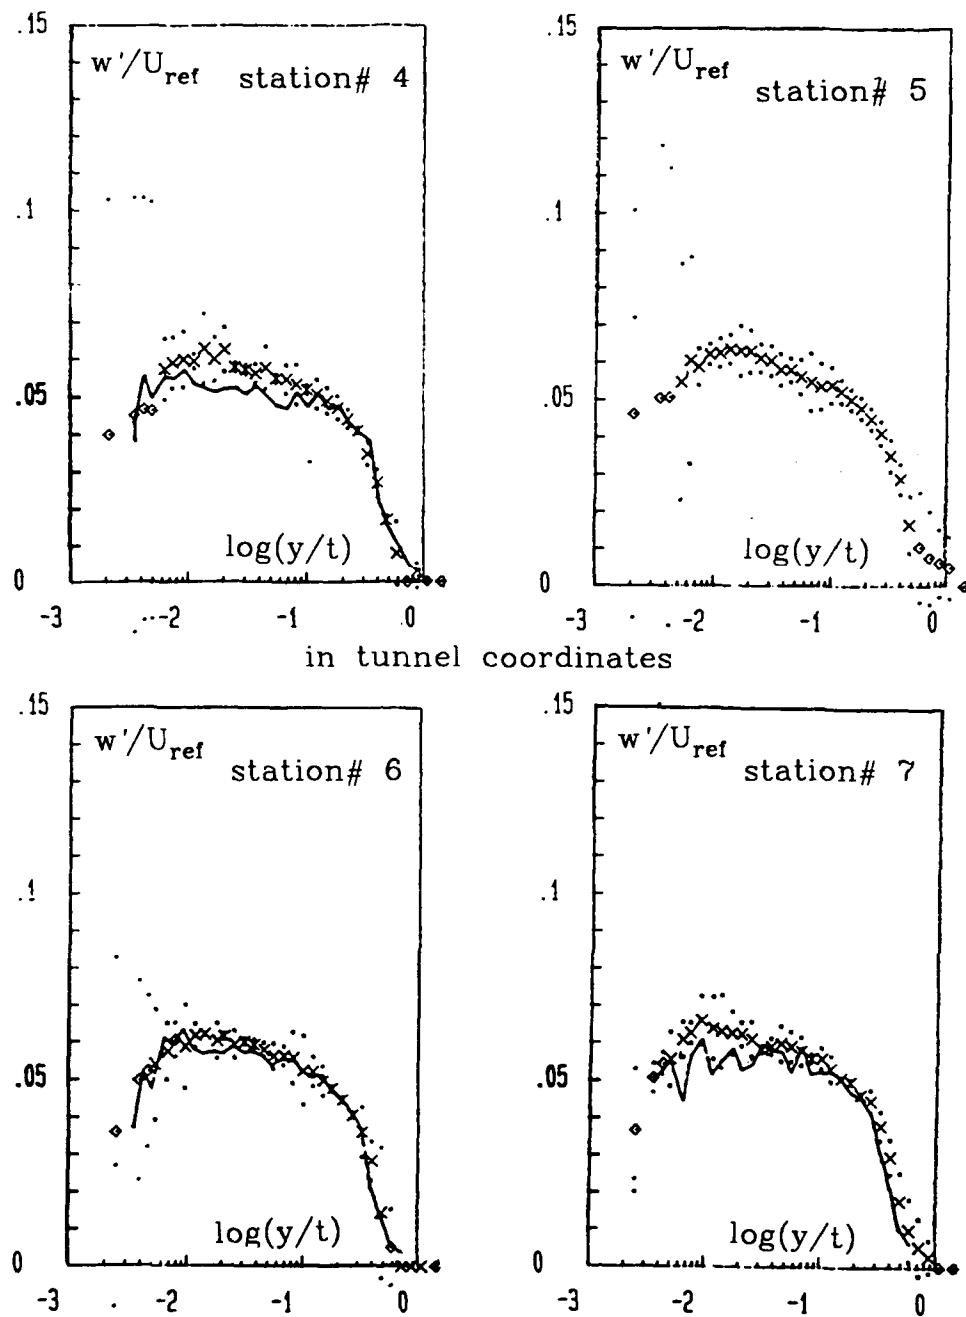 .15
w'/U_ref station# 4
.1
.05
log(y/t)
0
-3 -2 -1 0
.15
w'/U_ref
station# 5
.1
.05
log(y/t)
0
-3 -2 -1 0
in tunnel coordinates
.15
w'/U_ref
station# 6
.1
.05
log(y/t)
0
-3 -2 -1 0
.15
w'/U_ref
station# 7
.1
.05
log(y/t)
0
-3 -2 -1 0